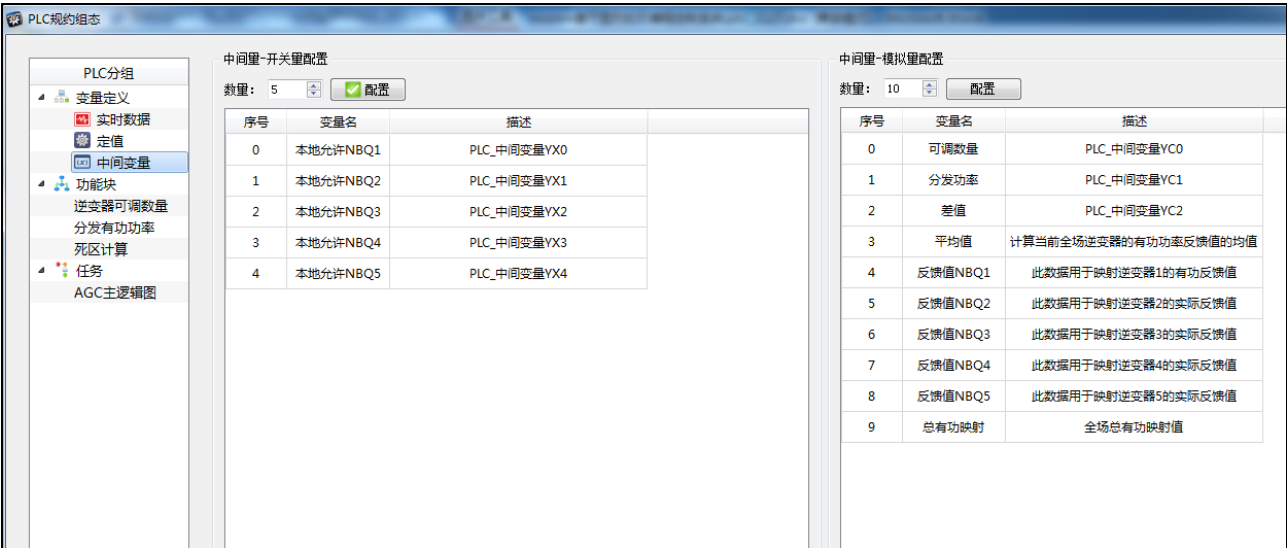 PLC规约组态
PLC分组
变量定义
实时数据
定值
中间变量
功能块
逆变器可调数量
分发有功功率
死区计算
任务
AGC主逻辑图
中间量-开关量配置
数量： 5 配置
序号 变量名 描述
0 本地允许NBQ1 PLC_中间变量YX0
1 本地允许NBQ2 PLC_中间变量YX1
2 本地允许NBQ3 PLC_中间变量YX2
3 本地允许NBQ4 PLC_中间变量YX3
4 本地允许NBQ5 PLC_中间变量YX4
中间量-模拟量配置
数量： 10 配置
序号 变量名 描述
0 可调数量 PLC_中间变量YC0
1 分发功率 PLC_中间变量YC1
2 差值 PLC_中间变量YC2
3 平均值 计算当前全场逆变器的有功功率反馈值的均值
4 反馈值NBQ1 此数据用于映射逆变器1的有功反馈值
5 反馈值NBQ2 此数据用于映射逆变器2的实际反馈值
6 反馈值NBQ3 此数据用于映射逆变器3的实际反馈值
7 反馈值NBQ4 此数据用于映射逆变器4的实际反馈值
8 反馈值NBQ5 此数据用于映射逆变器5的实际反馈值
9 总有功映射 全场总有功映射值